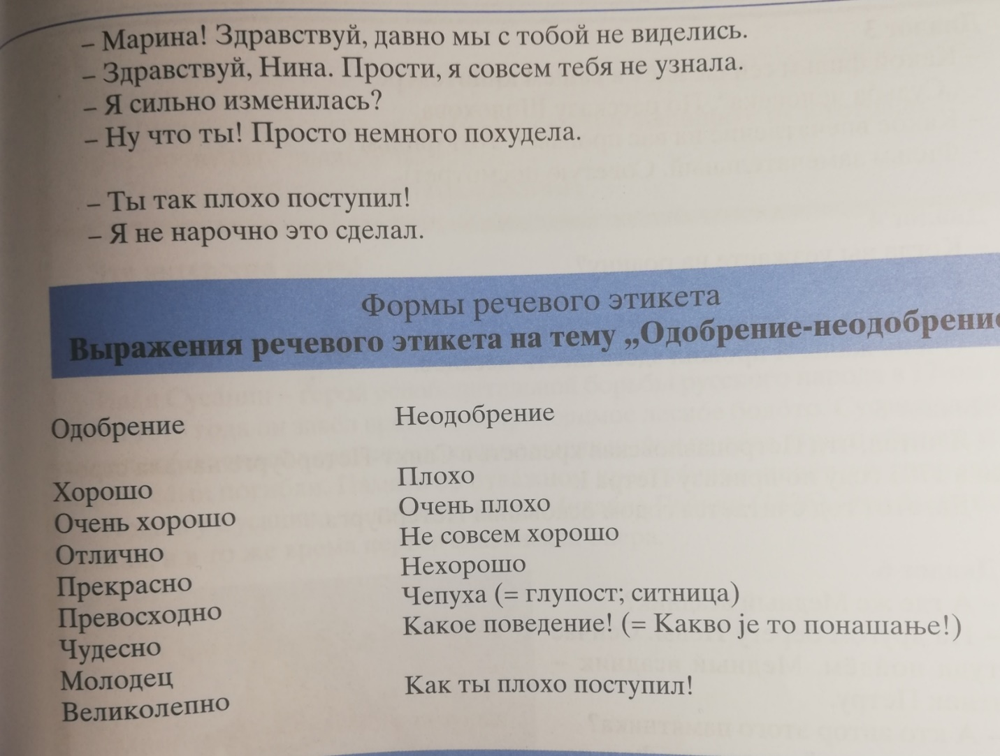 – Марина! Здравствуй, давно мы с тобой не виделись.
– Здравствуй, Нина. Прости, я совсем тебя не узнала.
– Я сильно изменилась?
– Ну что ты! Просто немного похудела.
– Ты так плохо поступил!
– Я не нарочно это сделал.
Формы речевого этикета
Выражения речевого этикета на тему „Одобрение-неодобрение
Одобрение
Хорошо
Очень хорошо
Отлично
Прекрасно
Превосходно
Чудесно
Молодец
Великолепно
Неодобрение
Плохо
Очень плохо
Не совсем хорошо
Нехорошо
Чепуха (= глупост; ситница)
Какое поведение! (= Какво је то понашање!)
Как ты плохо поступил!